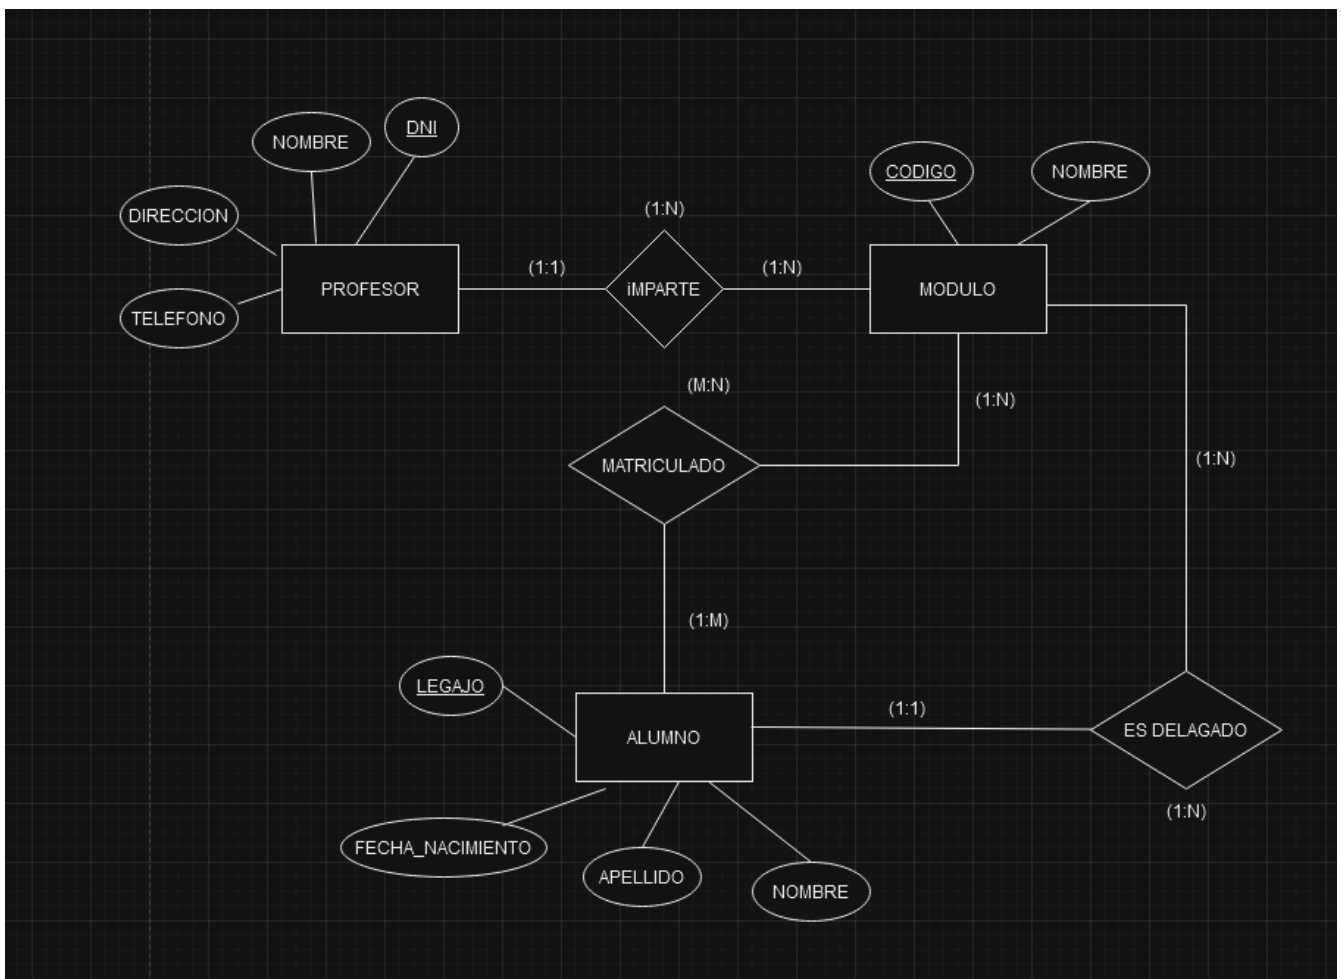 DNI
NOMBRE
CODIGO
NOMBRE
DIRECCION
(1:N)
(1:1)
(1:N)
PROFESOR
iMPARTE
MODULO
TELEFONO
(M:N)
(1:N)
MATRICULADO
(1:N)
(1:M)
LEGAJO
(1:1)
ALUMNO
ES DELAGADO
(1:N)
FECHA_NACIMIENTO
APELLIDO
NOMBRE